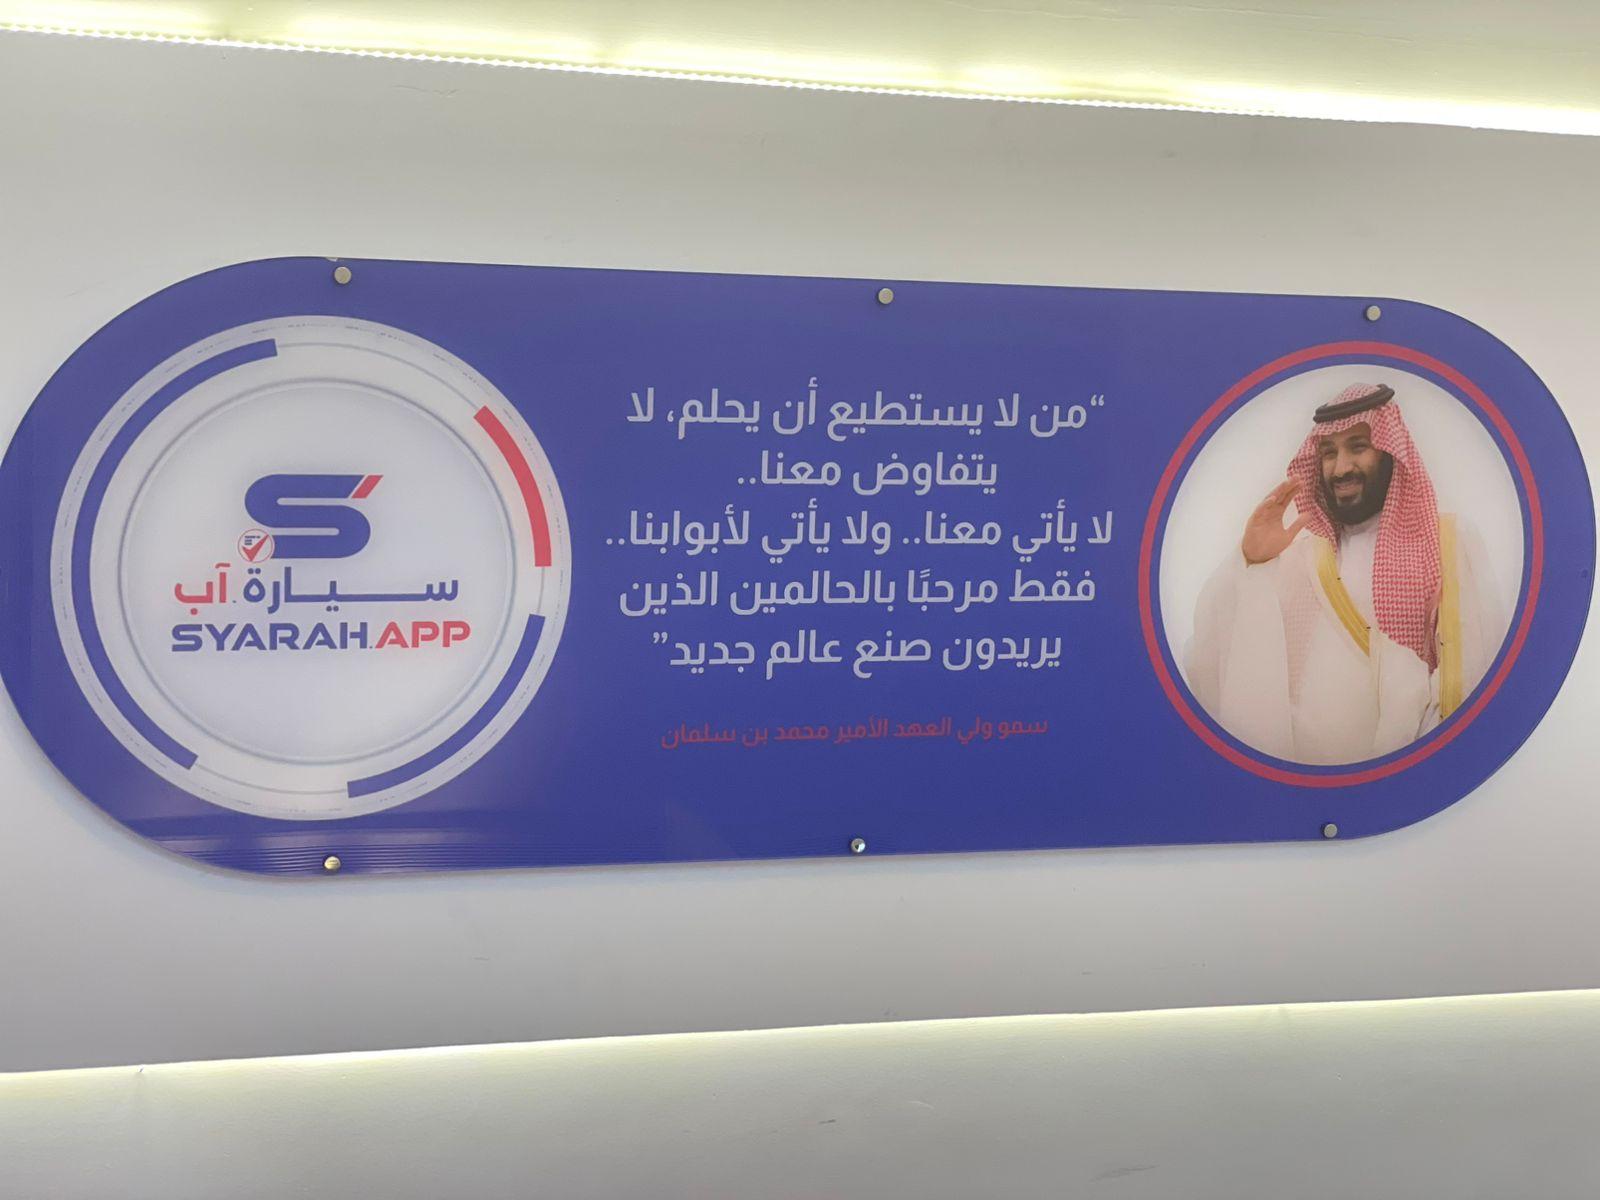 “من لا يستطيع أن يحلم، لا
يتفاوض معنا..
لا يأتي معنا.. ولا يأتي لأبوابنا..
فقط مرحبًا بالحالمين الذين
يريدون صنع عالم جديد”
سمو ولي العهد الأمير محمد بن سلمان
سيارة.آب
SYARAH.APP